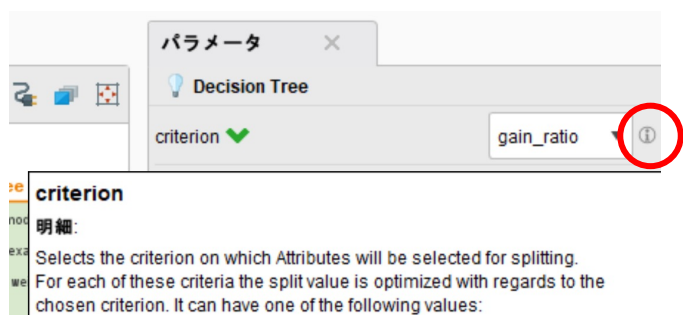 パラメータ ×
Decision Tree
criterion gain_ratio
criterion
明細:
Selects the criterion on which Attributes will be selected for splitting.
For each of these criteria the split value is optimized with regards to the
chosen criterion. It can have one of the following values: